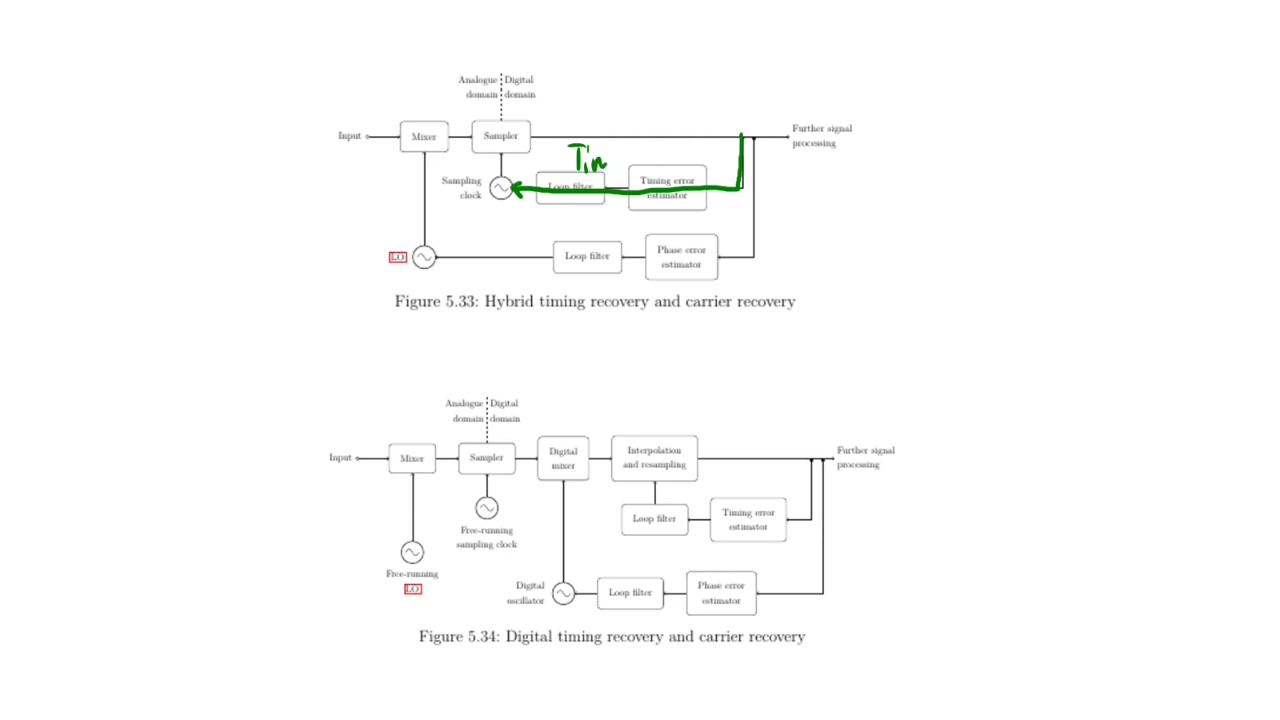 Analogue Digital
domain domain
Input
Mixer
Sampler
Further signal
processing
Tin
Sampling
clock
Loop filter
Timing error
estimator
LO
Loop filter
Phase error
estimator
Figure 5.33: Hybrid timing recovery and carrier recovery
Analogue Digital
domain domain
Input
Mixer
Sampler
Digital
mixer
Interpolation
and resampling
Further signal
processing
Free-running
sampling clock
Loop filter
Timing error
estimator
Free-running
LO
Digital
oscillator
Loop filter
Phase error
estimator
Figure 5.34: Digital timing recovery and carrier recovery